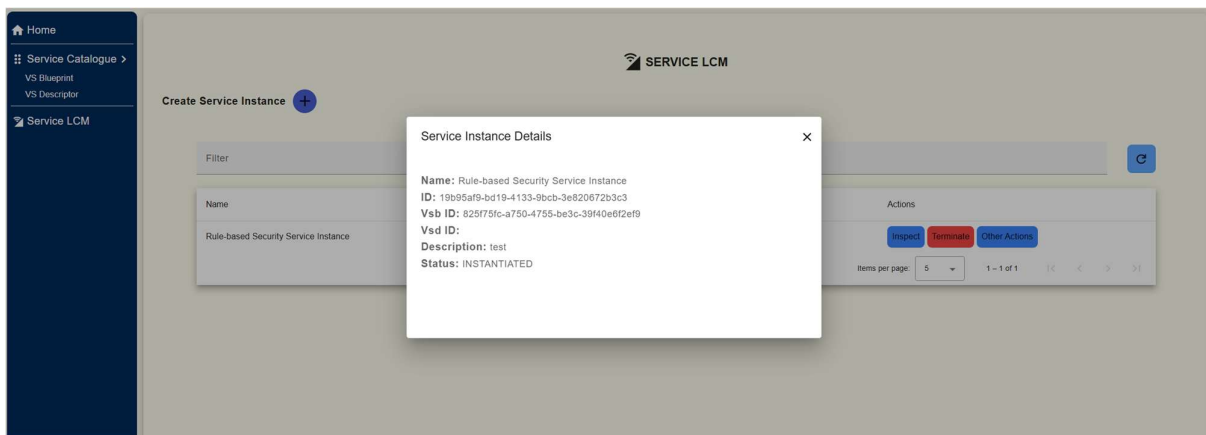 Home
Service Catalogue >
VS Blueprint
VS Descriptor
Service LCM
SERVICE LCM
Create Service Instance +
Filter
Name
Actions
Rule-based Security Service Instance
Inspect Terminate Other Actions
Items per page: 5 1 – 1 of 1 |< < > >|
Service Instance Details ×
Name: Rule-based Security Service Instance
ID: 19b95af9-bd19-4133-9bcb-3e820672b3c3
Vsb ID: 825f75fc-a750-4755-be3c-39f40e6f2ef9
Vsd ID:
Description: test
Status: INSTANTIATED